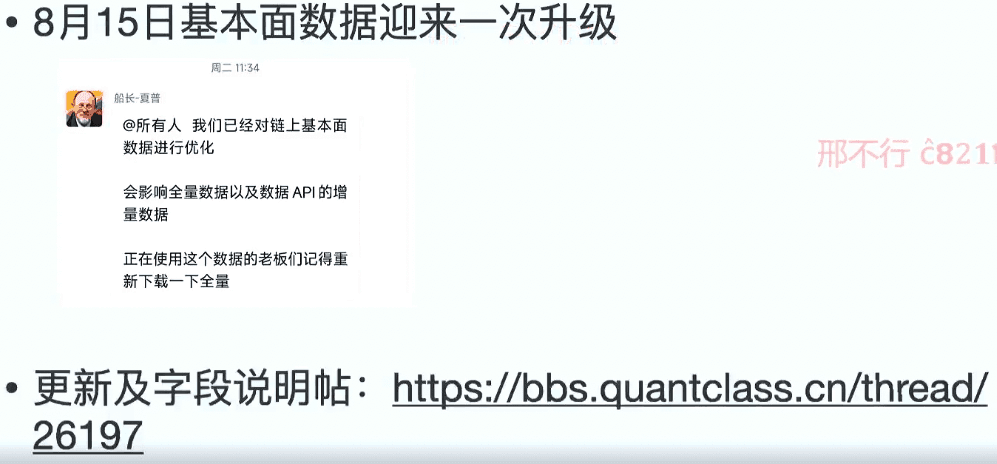 • 8月15日基本面数据迎来一次升级
周二 11:34
船长-夏普
@所有人 我们已经对链上基本面
数据进行优化
会影响全量数据以及数据 API 的增
量数据
正在使用这个数据的老板们记得重
新下载一下全量
邢不行
• 更新及字段说明帖：https://bbs.quantclass.cn/thread/
26197